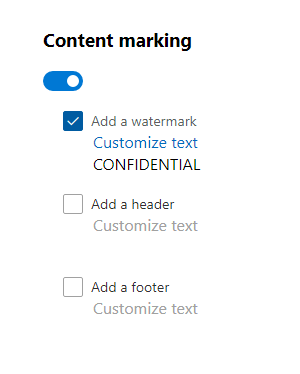 Content marking
Add a watermark
Customize text
CONFIDENTIAL
Add a header
Customize text
Add a footer
Customize text